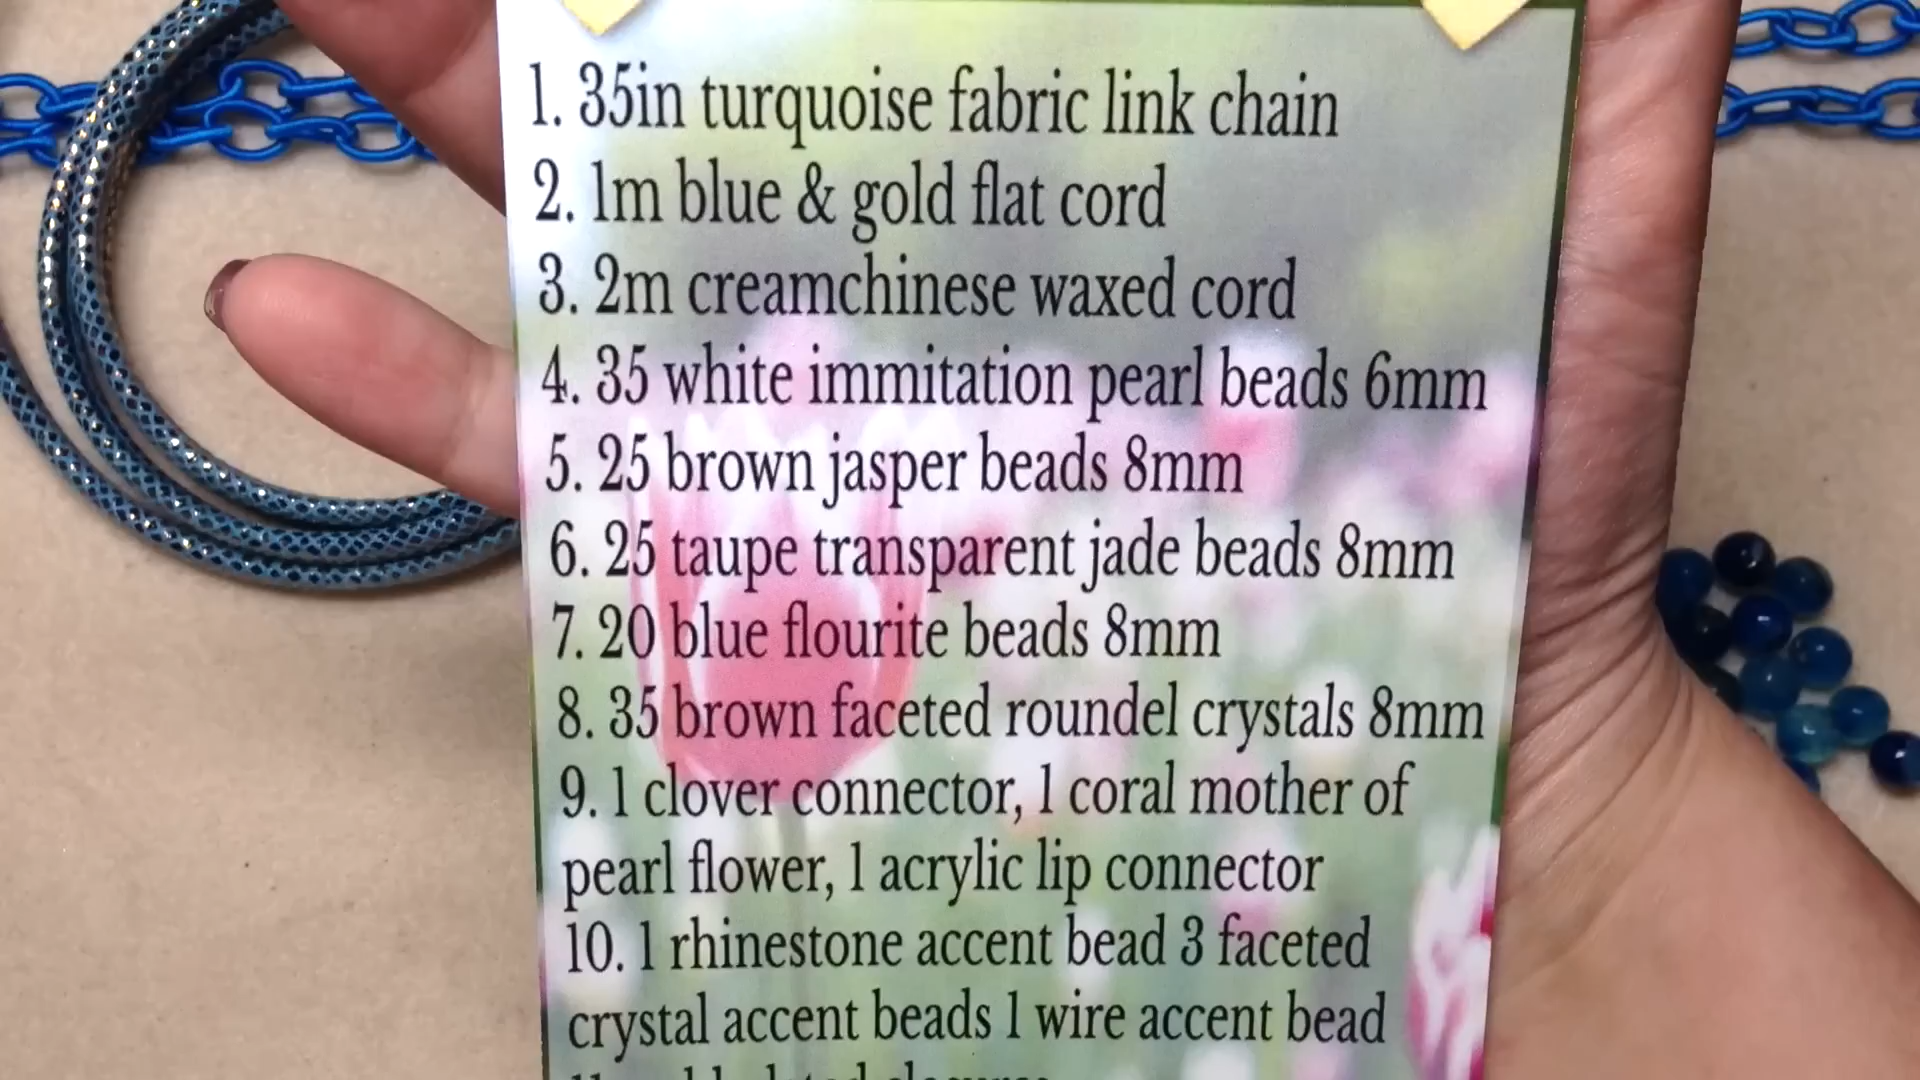 1. 35in turquoise fabric link chain
2. 1m blue & gold flat cord
3. 2m creamchinese waxed cord
4. 35 white immitation pearl beads 6mm
5. 25 brown jasper beads 8mm
6. 25 taupe transparent jade beads 8mm
7. 20 blue flourite beads 8mm
8. 35 brown faceted roundel crystals 8mm
9. 1 clover connector, 1 coral mother of
pearl flower, 1 acrylic lip connector
10. 1 rhinestone accent bead 3 faceted
crystal accent beads 1 wire accent bead